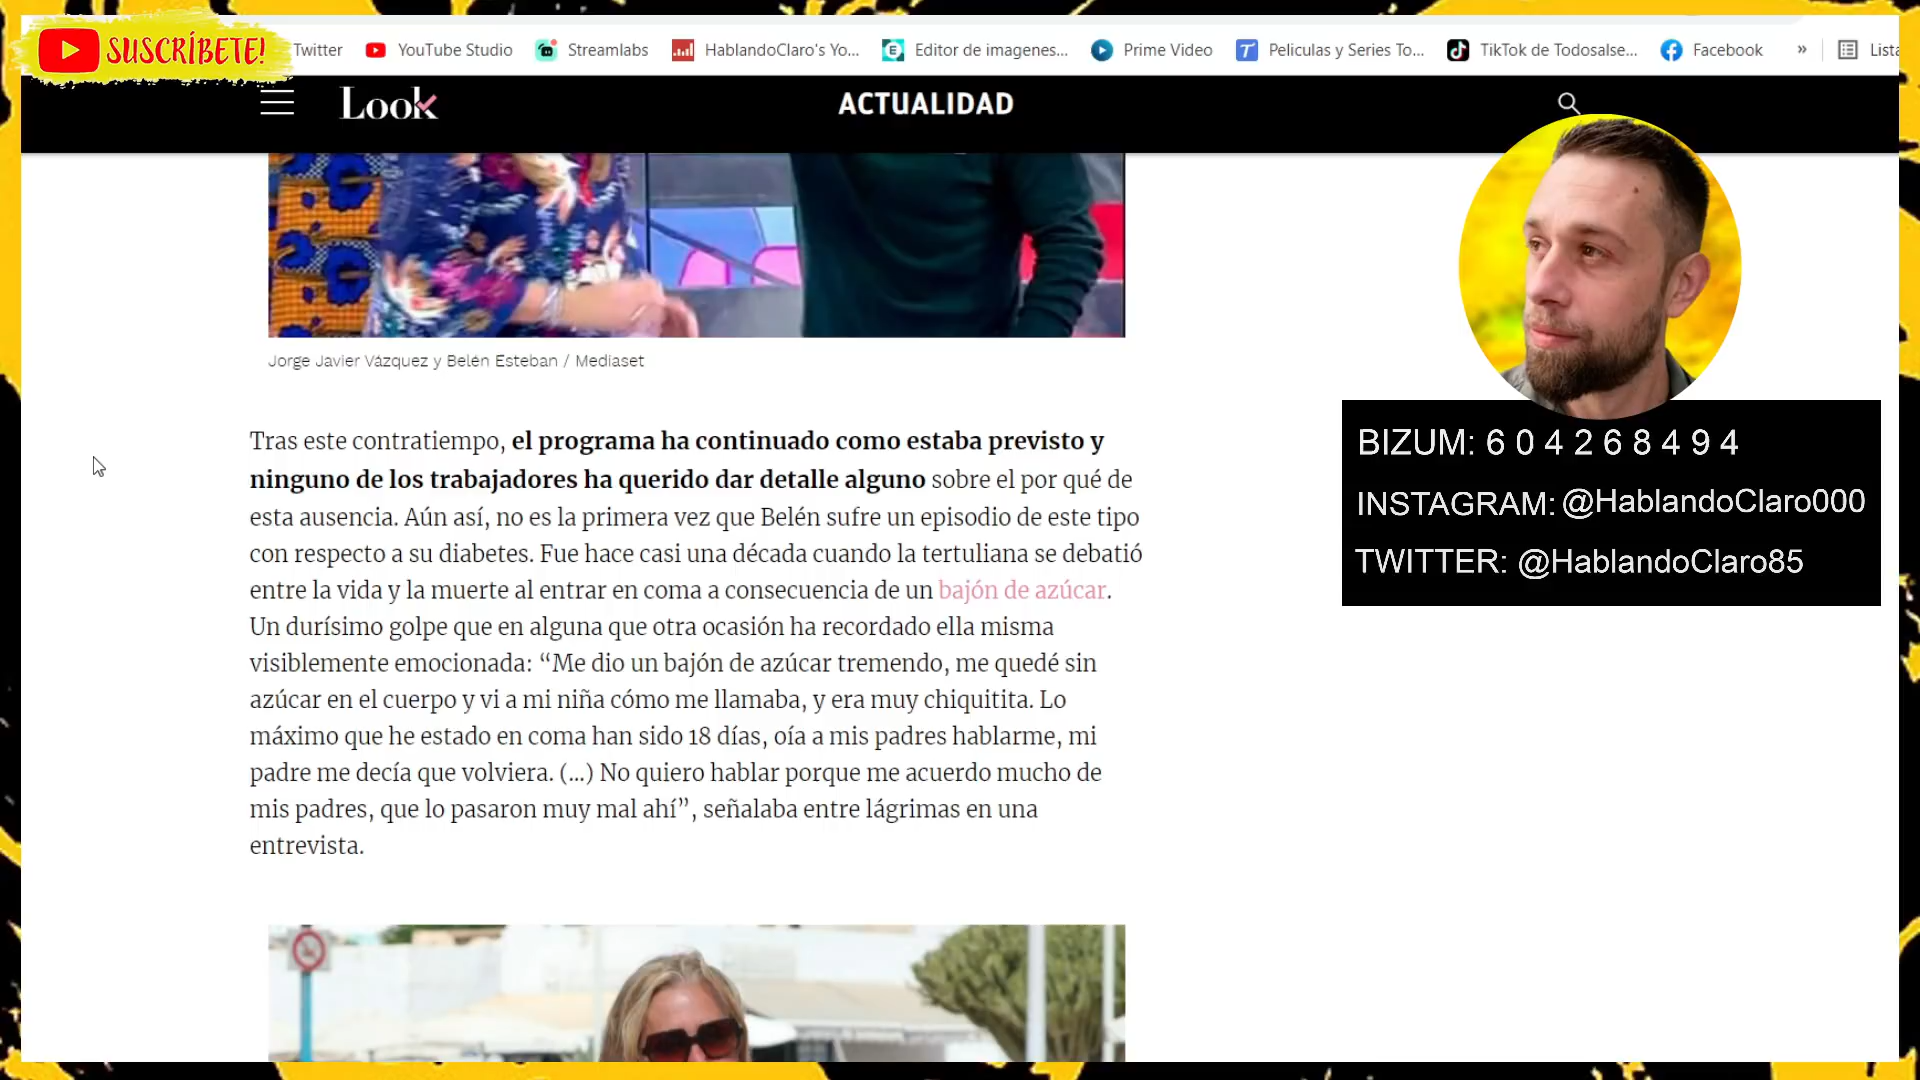 SUSCRÍBETE!
Twitter
YouTube Studio
Streamlabs
HablandoClaro's Yo...
Editor de imagenes...
Prime Video
Peliculas y Series To...
TikTok de Todosalse...
Facebook
»
Lista
Look
ACTUALIDAD
Jorge Javier Vázquez y Belén Esteban / Mediaset
Tras este contratiempo, el programa ha continuado como estaba previsto y
ninguno de los trabajadores ha querido dar detalle alguno sobre el por qué de
esta ausencia. Aún así, no es la primera vez que Belén sufre un episodio de este tipo
con respecto a su diabetes. Fue hace casi una década cuando la tertuliana se debatió
entre la vida y la muerte al entrar en coma a consecuencia de un bajón de azúcar.
Un durísimo golpe que en alguna que otra ocasión ha recordado ella misma
visiblemente emocionada: “Me dio un bajón de azúcar tremendo, me quedé sin
azúcar en el cuerpo y vi a mi niña cómo me llamaba, y era muy chiquitita. Lo
máximo que he estado en coma han sido 18 días, oía a mis padres hablarme, mi
padre me decía que volviera. (...) No quiero hablar porque me acuerdo mucho de
mis padres, que lo pasaron muy mal ahí”, señalaba entre lágrimas en una
entrevista.
BIZUM: 6 0 4 2 6 8 4 9 4
INSTAGRAM: @HablandoClaro000
TWITTER: @HablandoClaro85